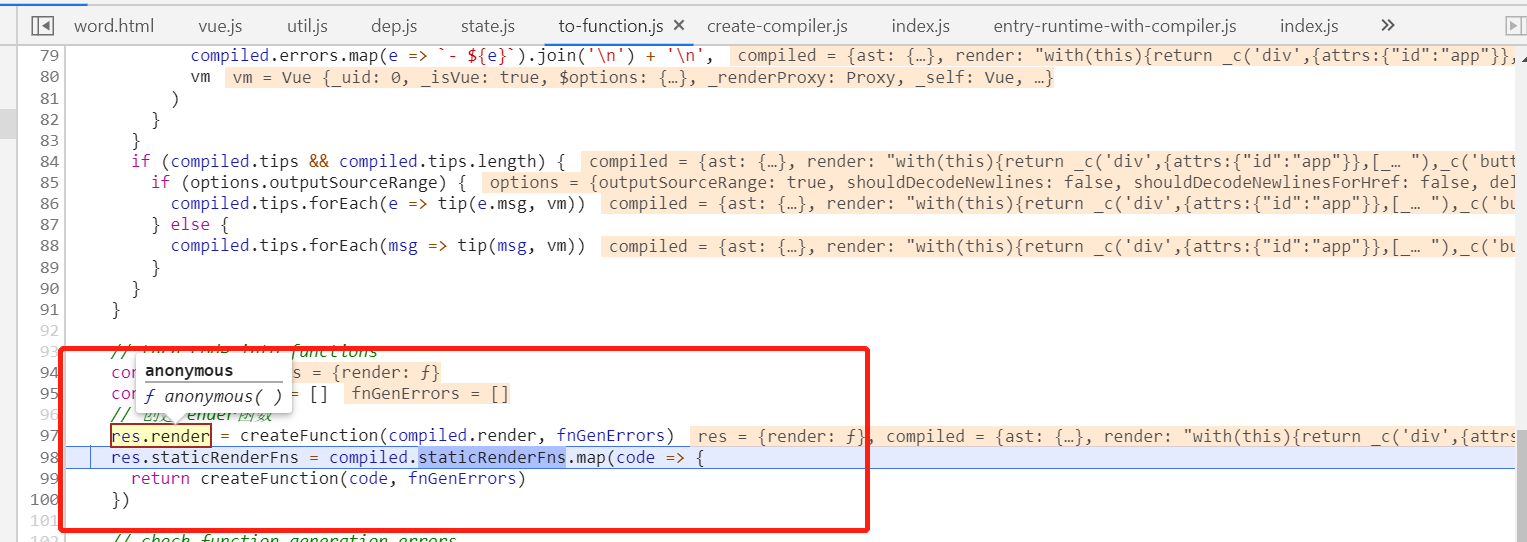 word.html vue.js util.js dep.js state.js to-function.js × create-compiler.js index.js entry-runtime-with-compiler.js index.js »
79 compiled.errors.map(e => `- ${e}`).join('\n') + '\n', compiled = {ast: {…}, render: "with(this){return _c('div',{attrs:{"id":"app"}},
80 vm vm = Vue {_uid: 0, _isVue: true, $options: {…}, _renderProxy: Proxy, _self: Vue, …}
81 )
82 }
83 }
84 if (compiled.tips && compiled.tips.length) { compiled = {ast: {…}, render: "with(this){return _c('div',{attrs:{"id":"app"}},[_… "),_c('butt
85 if (options.outputSourceRange) { options = {outputSourceRange: true, shouldDecodeNewlines: false, shouldDecodeNewlinesForHref: false, del
86 compiled.tips.forEach(e => tip(e.msg, vm)) compiled = {ast: {…}, render: "with(this){return _c('div',{attrs:{"id":"app"}},[_… "),_c('bu
87 } else {
88 compiled.tips.forEach(msg => tip(msg, vm)) compiled = {ast: {…}, render: "with(this){return _c('div',{attrs:{"id":"app"}},[_… "),_c('bu
89 }
90 }
91 }
92
93 // functions
anonymous
94 s = {render: ƒ}
ƒ anonymous( )
95 = [] fnGenErrors = []
96 // 函数
97 res.render = createFunction(compiled.render, fnGenErrors) res = {render: ƒ}, compiled = {ast: {…}, render: "with(this){return _c('div',{attrs
98 res.staticRenderFns = compiled.staticRenderFns.map(code => {
99 return createFunction(code, fnGenErrors)
100 })
101
102 // check function generation errors